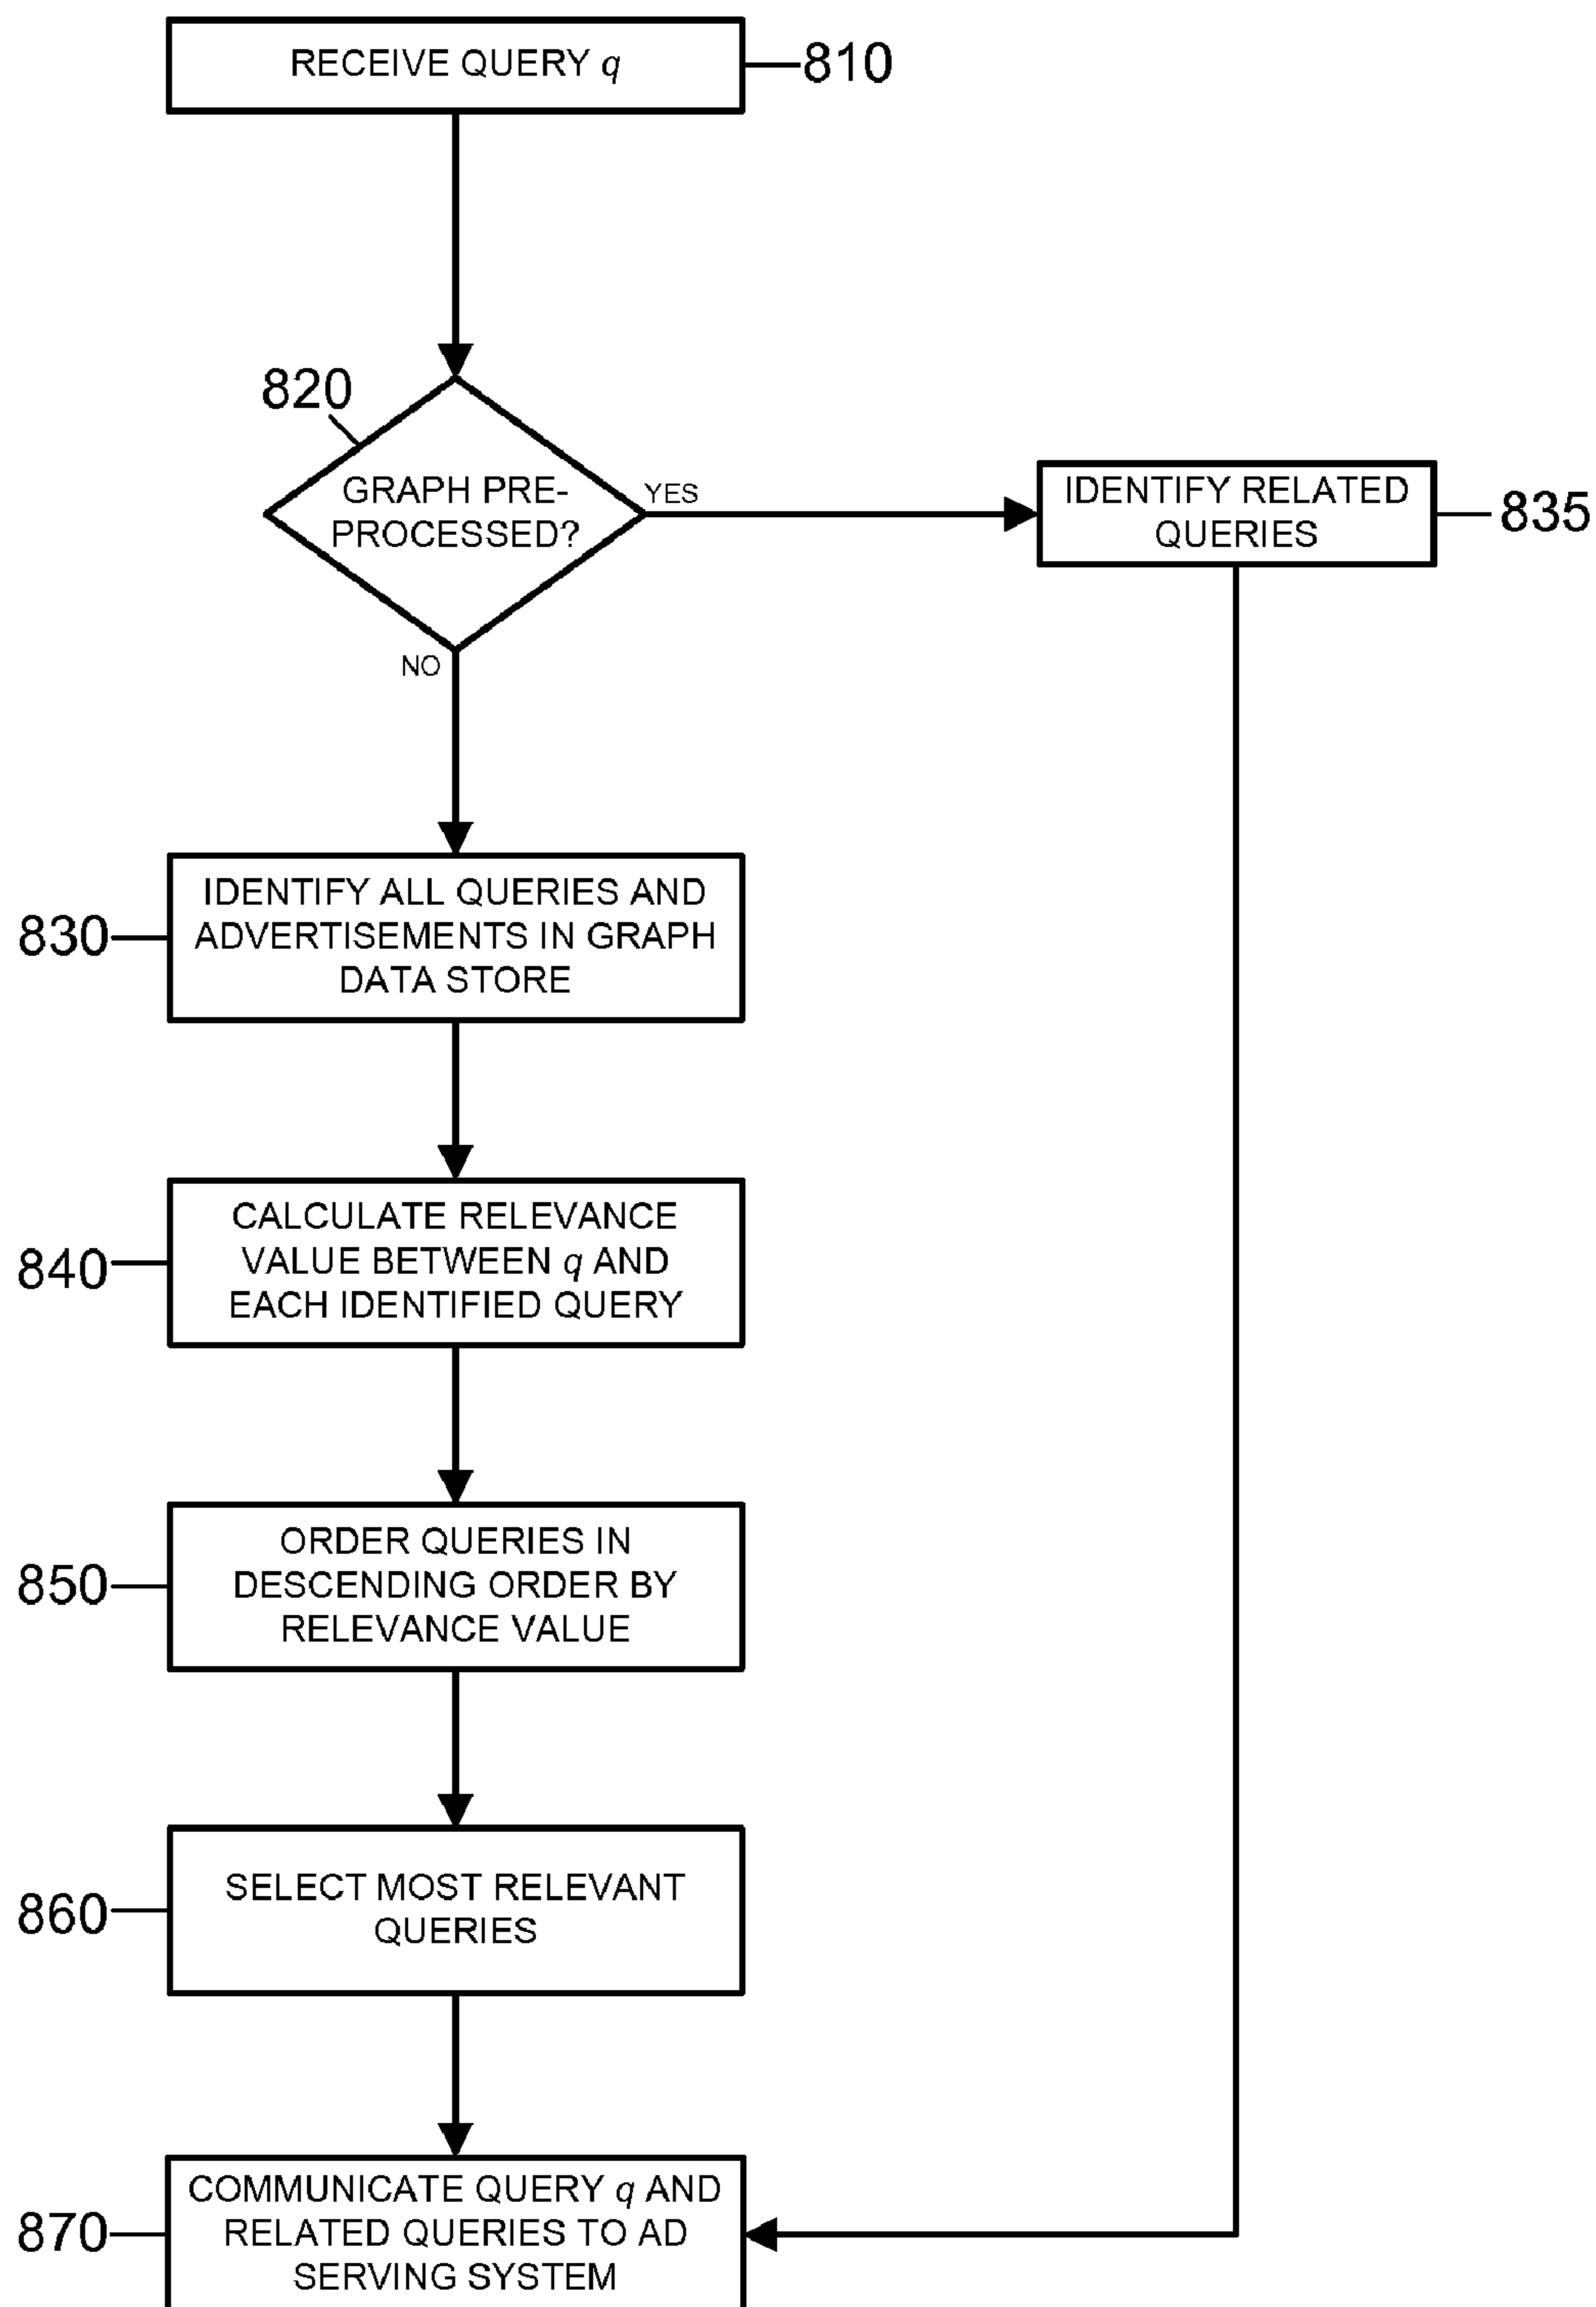 RECEIVE QUERY q
810
820
GRAPH PRE-
PROCESSED?
YES
IDENTIFY RELATED
QUERIES
835
NO
830
IDENTIFY ALL QUERIES AND
ADVERTISEMENTS IN GRAPH
DATA STORE
840
CALCULATE RELEVANCE
VALUE BETWEEN q AND
EACH IDENTIFIED QUERY
850
ORDER QUERIES IN
DESCENDING ORDER BY
RELEVANCE VALUE
860
SELECT MOST RELEVANT
QUERIES
870
COMMUNICATE QUERY q AND
RELATED QUERIES TO AD
SERVING SYSTEM